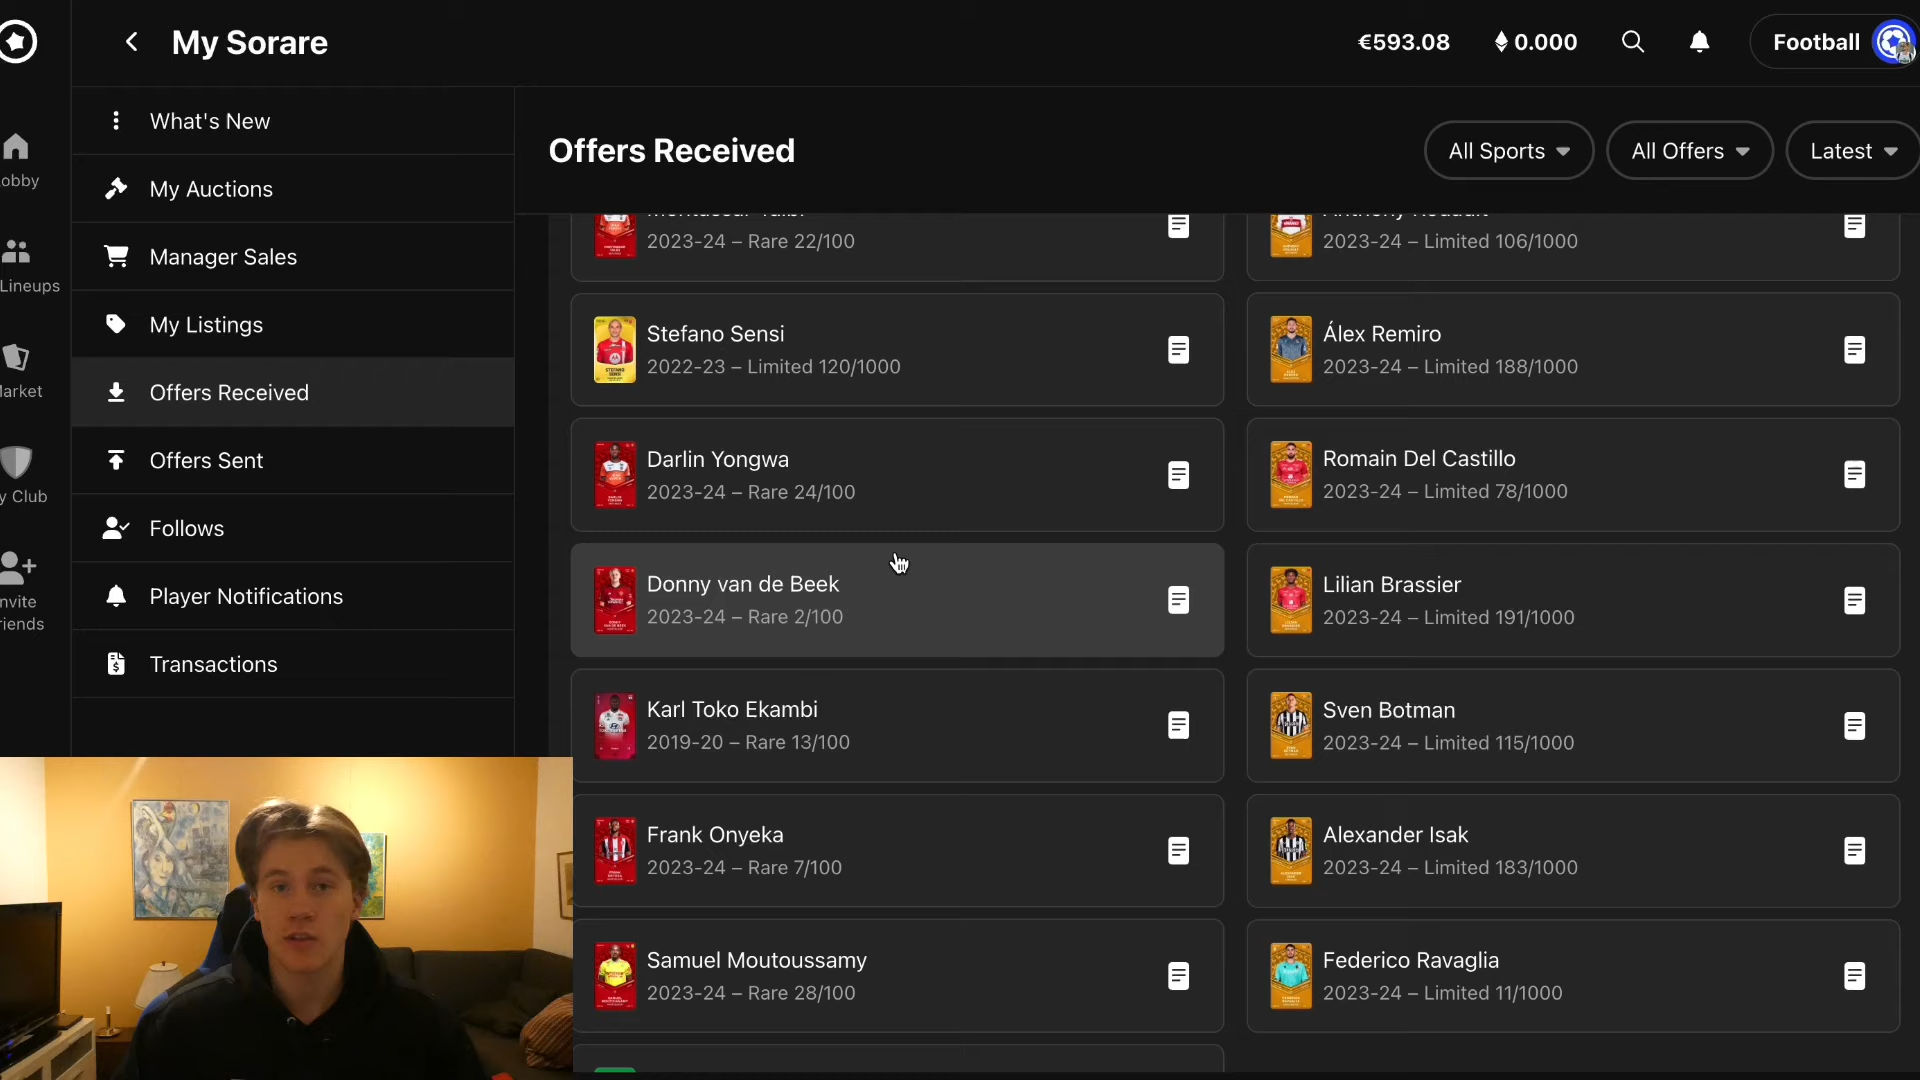 My Sorare
€593.08
0.000
Football
What's New
My Auctions
Manager Sales
My Listings
Offers Received
Offers Sent
Follows
Player Notifications
Transactions
Lineups
Club
Offers Received
All Sports
All Offers
Latest
2023-24 – Rare 22/100
2023-24 – Limited 106/1000
Stefano Sensi
2022-23 – Limited 120/1000
Álex Remiro
2023-24 – Limited 188/1000
Darlin Yongwa
2023-24 – Rare 24/100
Romain Del Castillo
2023-24 – Limited 78/1000
Donny van de Beek
2023-24 – Rare 2/100
Lilian Brassier
2023-24 – Limited 191/1000
Karl Toko Ekambi
2019-20 – Rare 13/100
Sven Botman
2023-24 – Limited 115/1000
Frank Onyeka
2023-24 – Rare 7/100
Alexander Isak
2023-24 – Limited 183/1000
Samuel Moutoussamy
2023-24 – Rare 28/100
Federico Ravaglia
2023-24 – Limited 11/1000